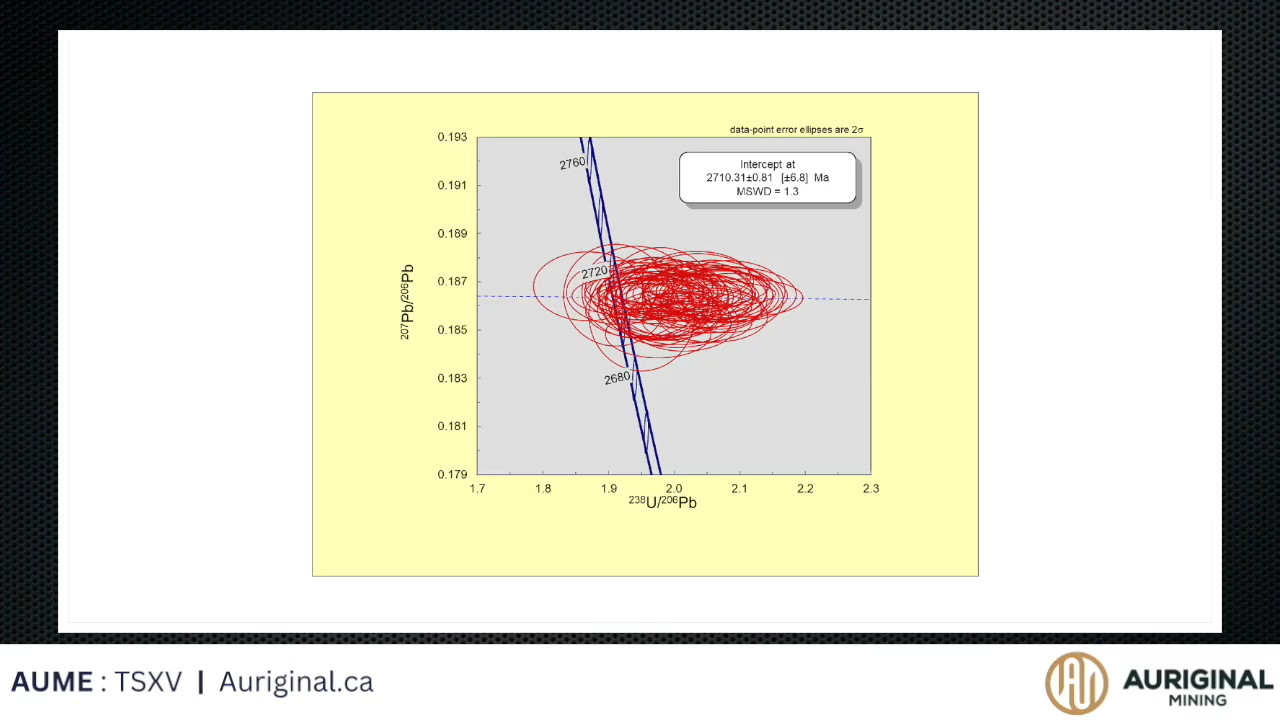 data-point error ellipses are 2σ
0.193
0.191
0.189
0.187
0.185
0.183
0.181
0.179
207Pb/206Pb
2760
2720
2680
Intercept at
2710.31±0.81 [±6.8] Ma
MSWD = 1.3
1.7 1.8 1.9 2.0 2.1 2.2 2.3
238U/206Pb
AUME : TSXV | Auriginal.ca
AURIGINAL
MINING